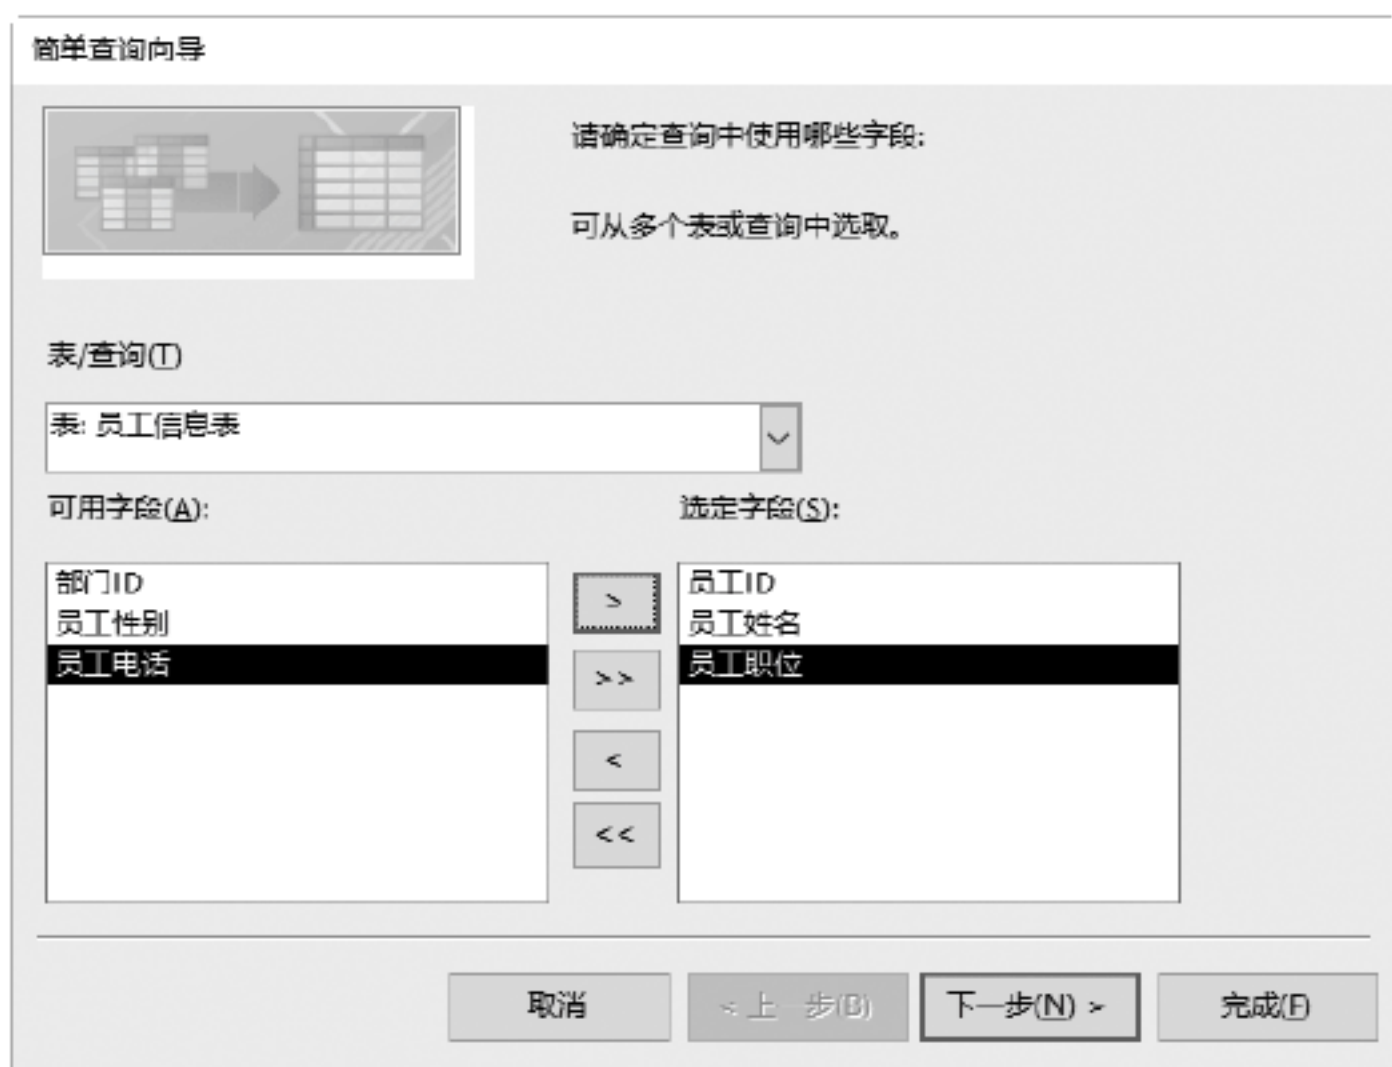 简单查询向导
请确定查询中使用哪些字段:
可从多个表或查询中选取。
表/查询(T)
表: 员工信息表
可用字段(A):
选定字段(S):
部门ID
员工性别
员工电话
>
>>
<
<<
员工ID
员工姓名
员工职位
取消
< 上一步(B)
下一步(N) >
完成(F)